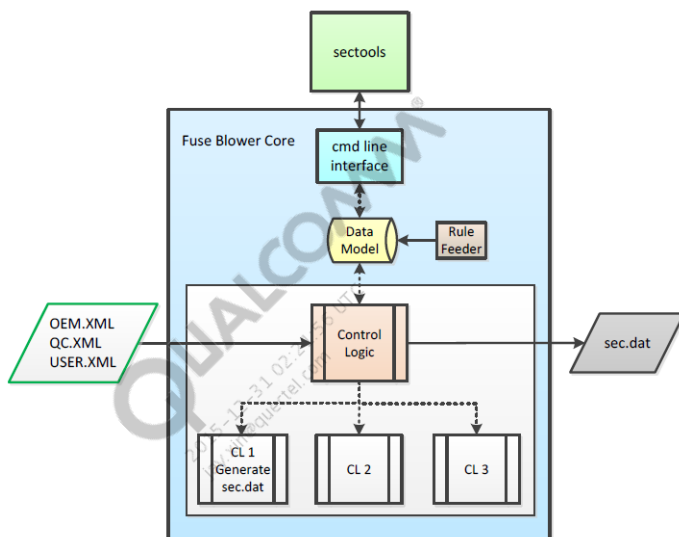 sectools
Fuse Blower Core
cmd line
interface
Data
Model
Rule
Feeder
OEM.XML
QC.XML
USER.XML
Control
Logic
sec.dat
CL 1
Generate
sec.dat
CL 2
CL 3
QUALCOMM®